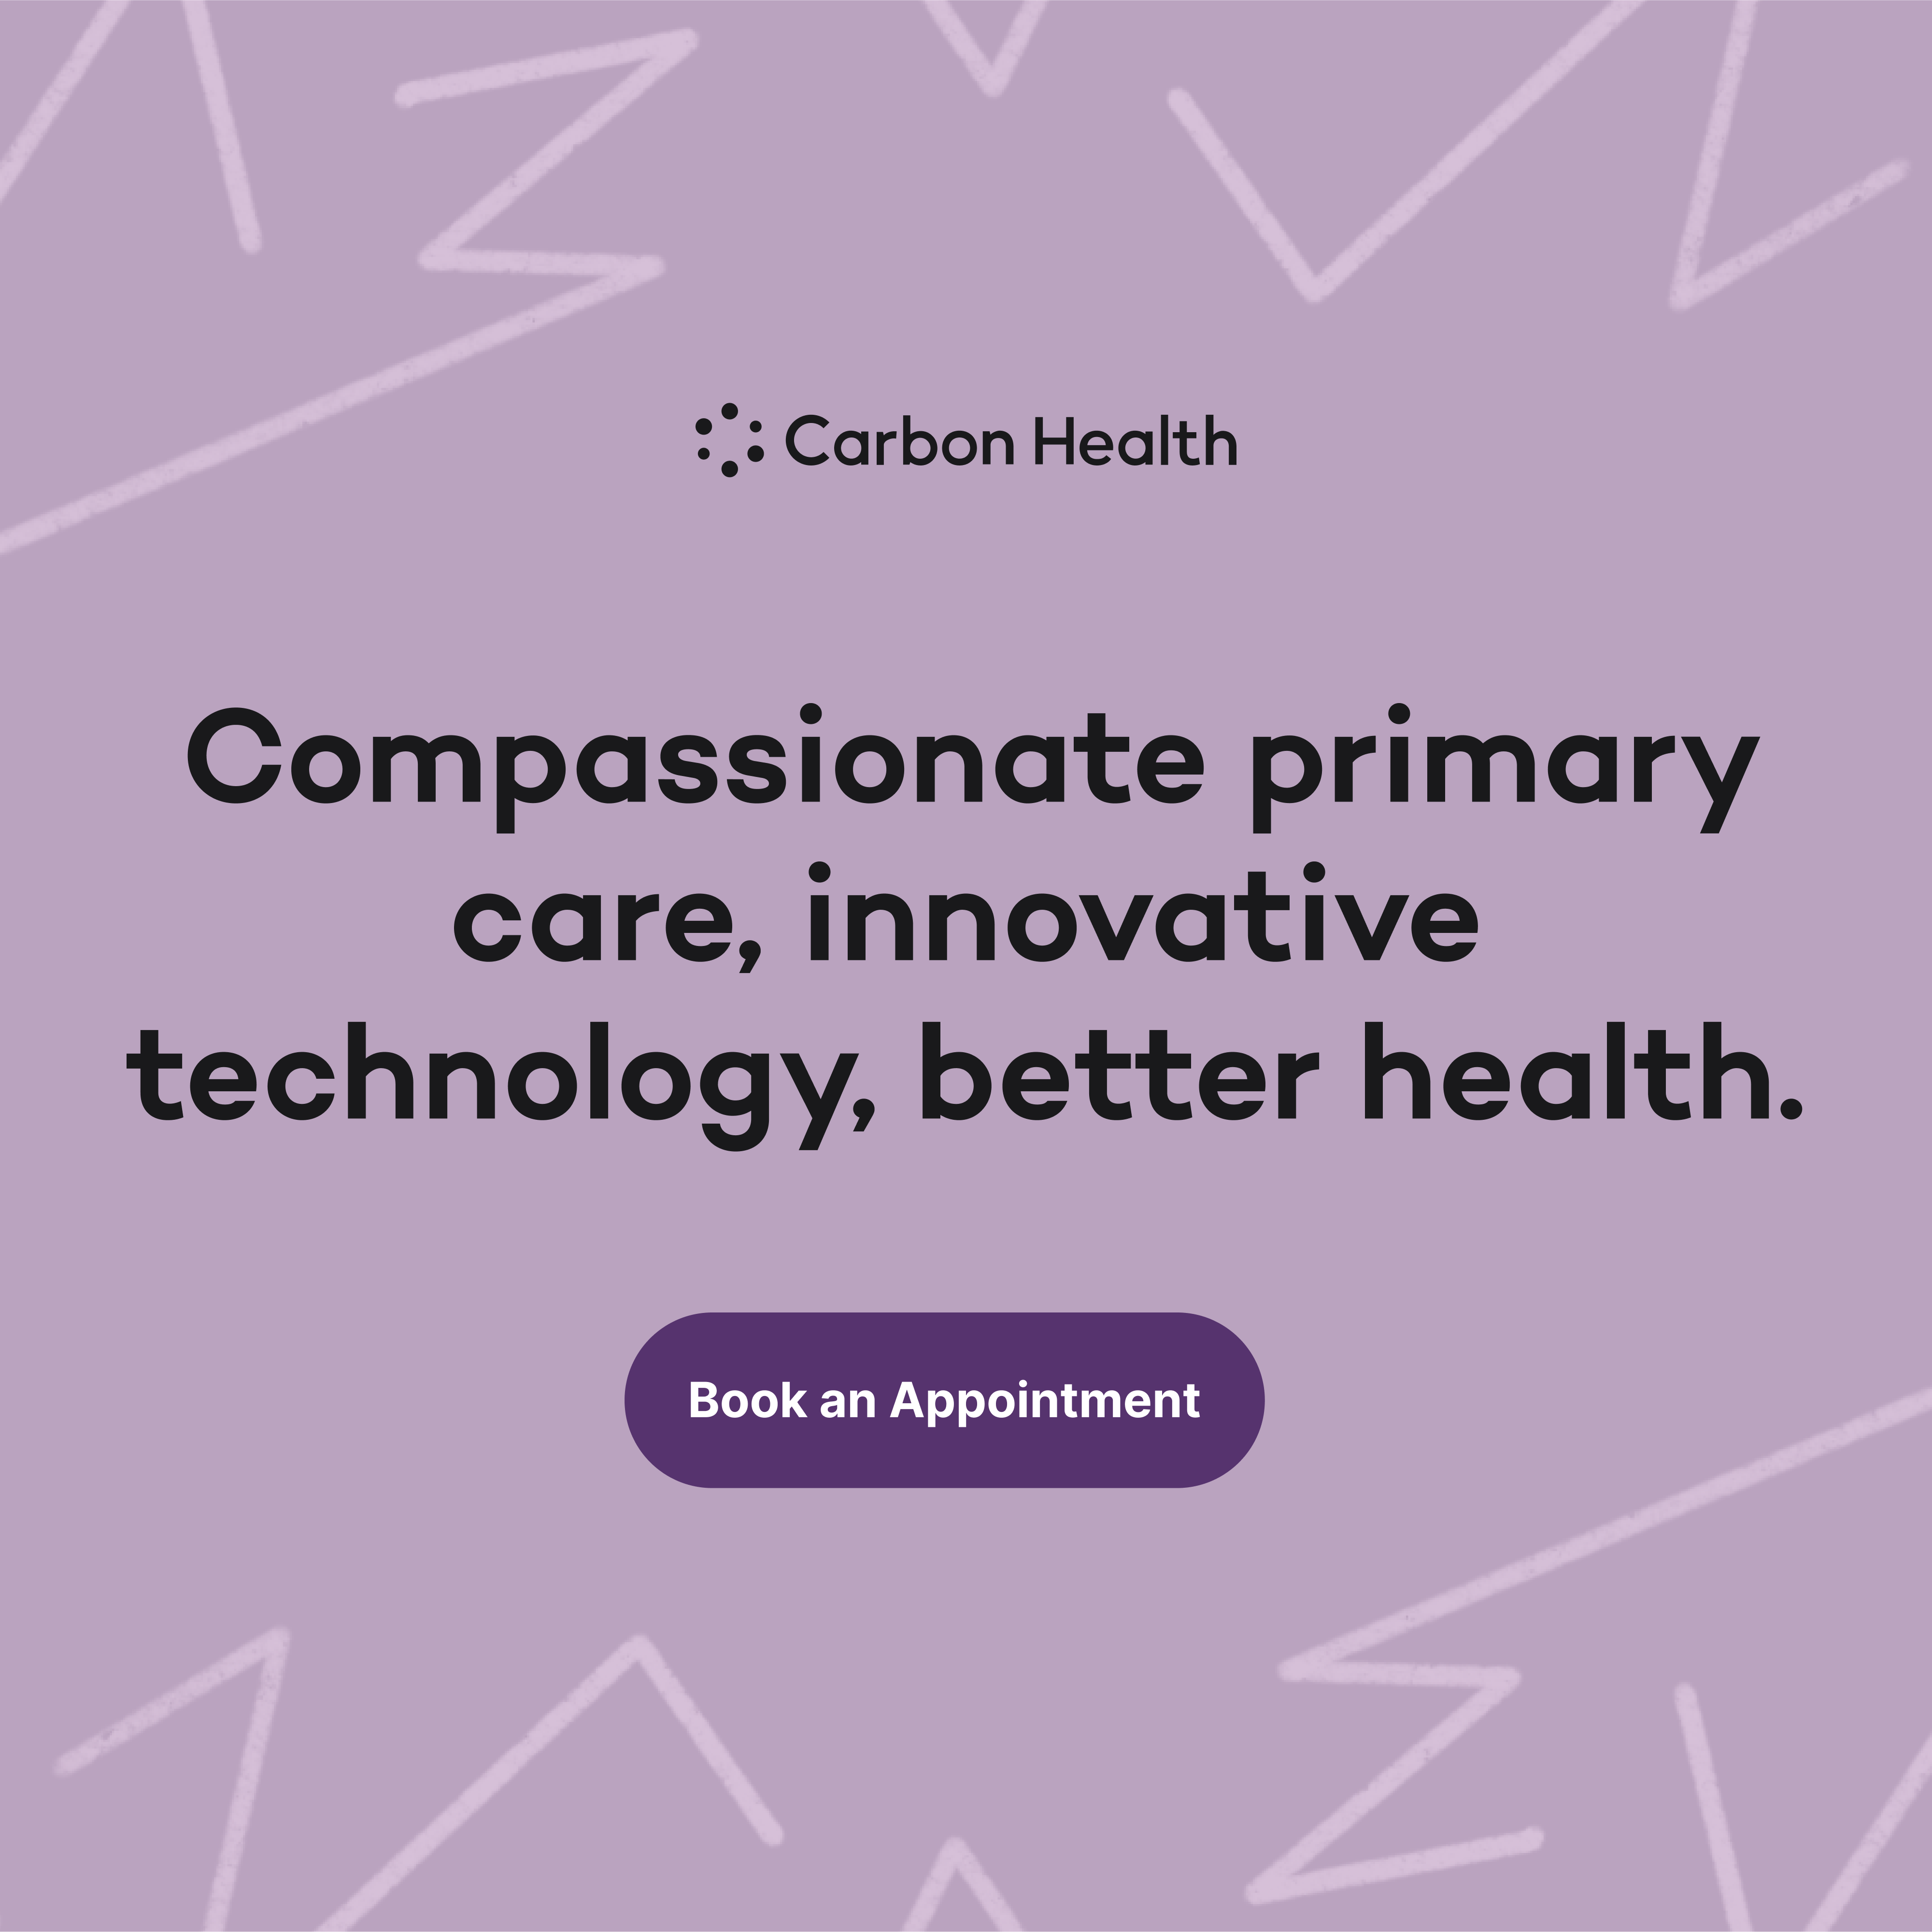 Carbon Health
Compassionate primary
care, innovative
technology, better health.
Book an Appointment